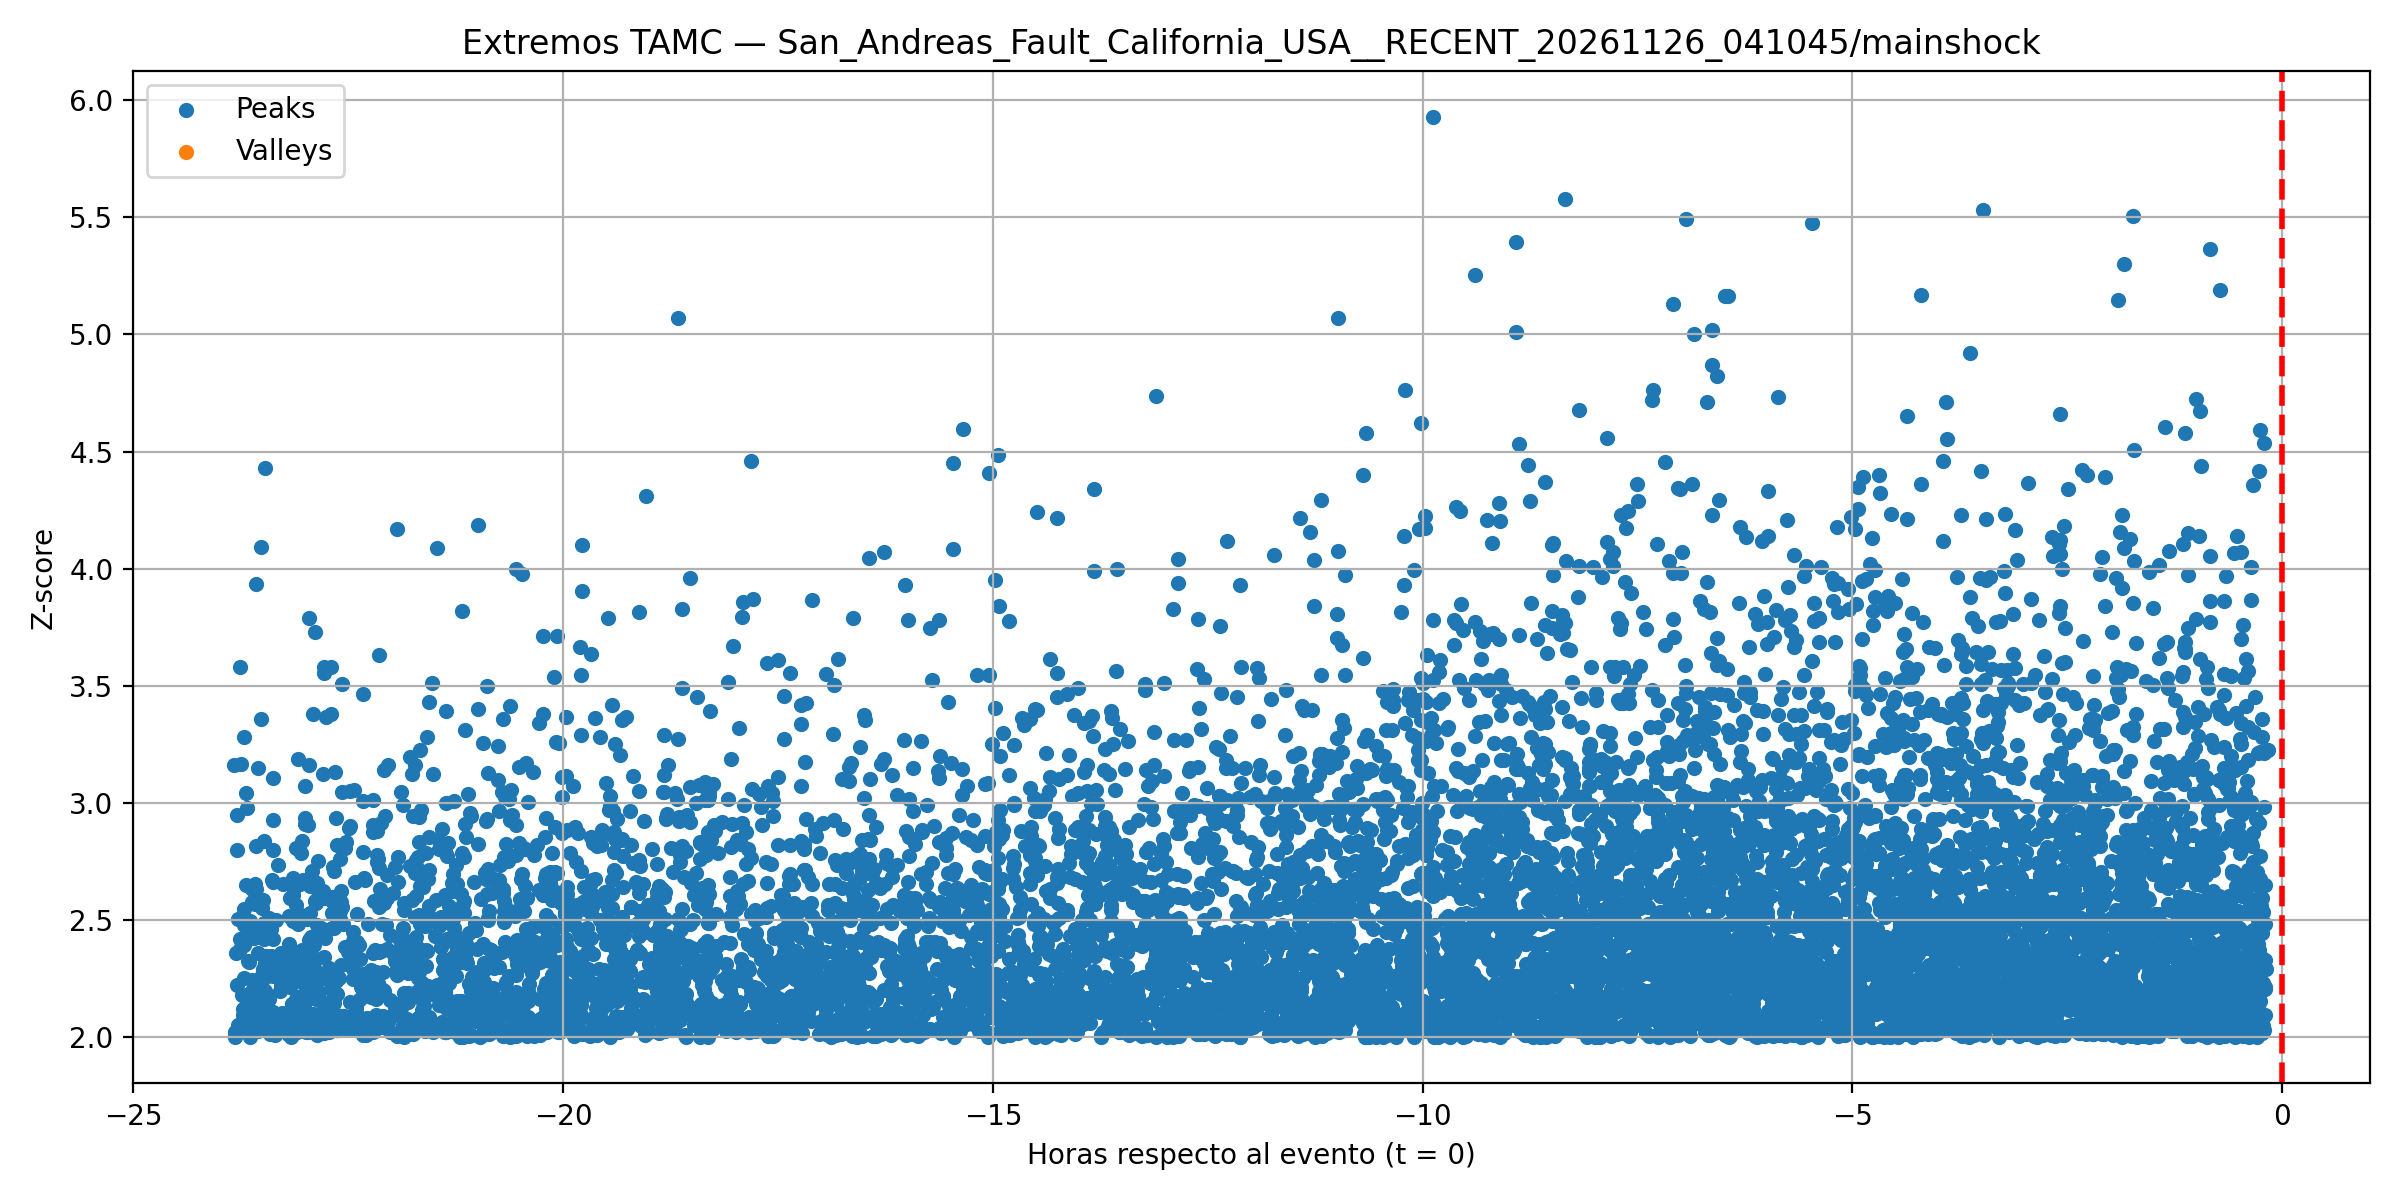 Extremos TAMC — San_Andreas_Fault_California_USA__RECENT_20261126_041045/mainshock
Peaks
Valleys
6.0
5.5
5.0
4.5
4.0
3.5
3.0
2.5
2.0
Z-score
−25 −20 −15 −10 −5 0
Horas respecto al evento (t = 0)